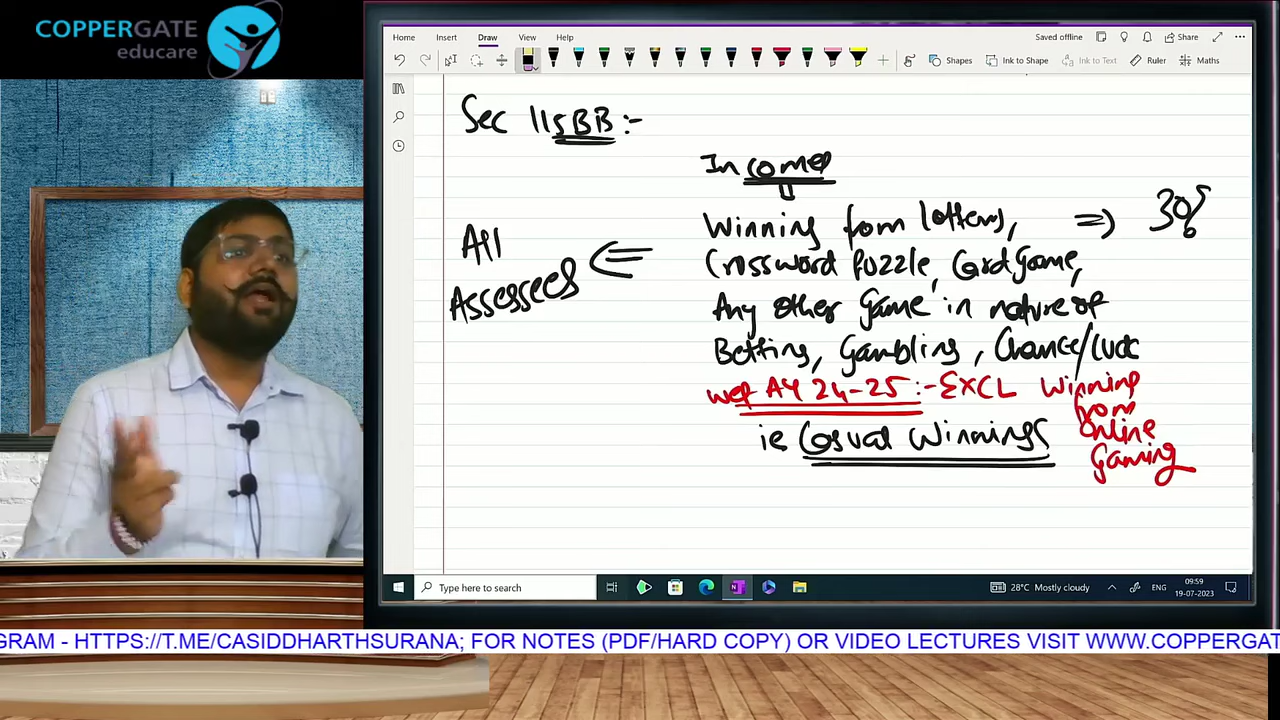 COPPERGATE
educare
Home Insert Draw View Help
Saved offline
Share
Shapes
Ink to Shape
Ink to Text
Ruler
Maths
Sec 115BB :-
Income
Winning from lottery, => 30%
Crossword Puzzle, Card Game,
Any other Game in nature of
Betting, Gambling, Chance/Luck
All
Assessees
wef AY 24-25 :- EXCL Winning
from
online
Gaming
ie Casual Winnings
Type here to search
28°C Mostly cloudy
ENG
09:59
19-07-2023
GRAM - HTTPS://T.ME/CASIDDHARTHSURANA; FOR NOTES (PDF/HARD COPY) OR VIDEO LECTURES VISIT WWW.COPPERGATE